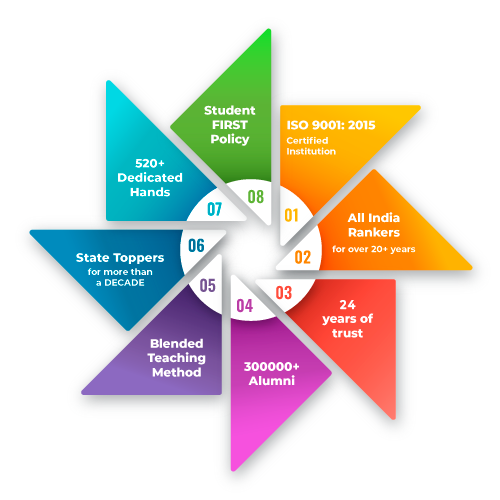 ISO 9001: 2015
Certified
Institution
01
All India
Rankers
for over 20+ years
02
24
years of
trust
03
300000+
Alumni
04
Blended
Teaching
Method
05
State Toppers
for more than
a DECADE
06
520+
Dedicated
Hands
07
Student
FIRST
Policy
08